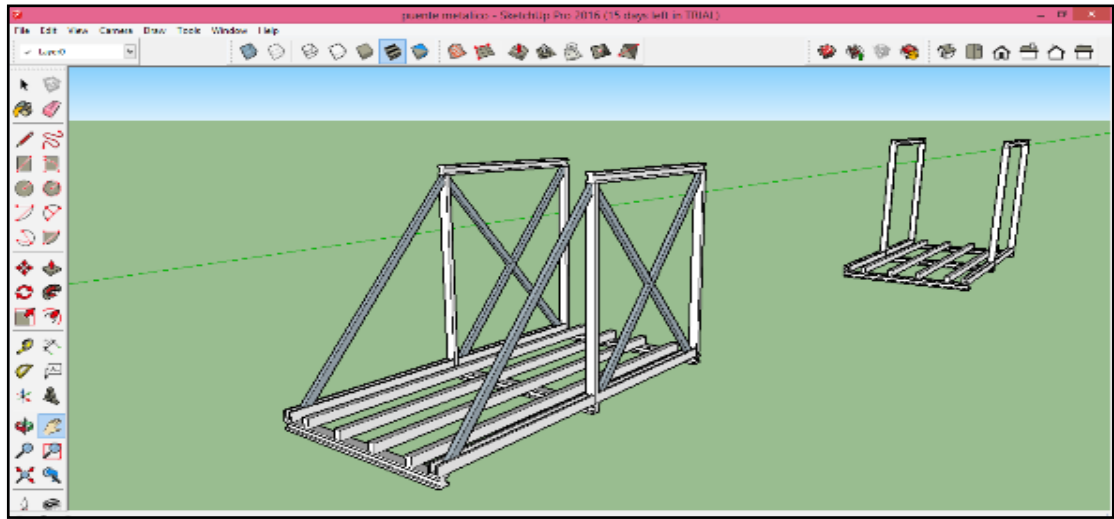 puente metalico - SketchUp Pro 2016 (15 days left in TRIAL)
File Edit View Camera Draw Tools Window Help
Layer0